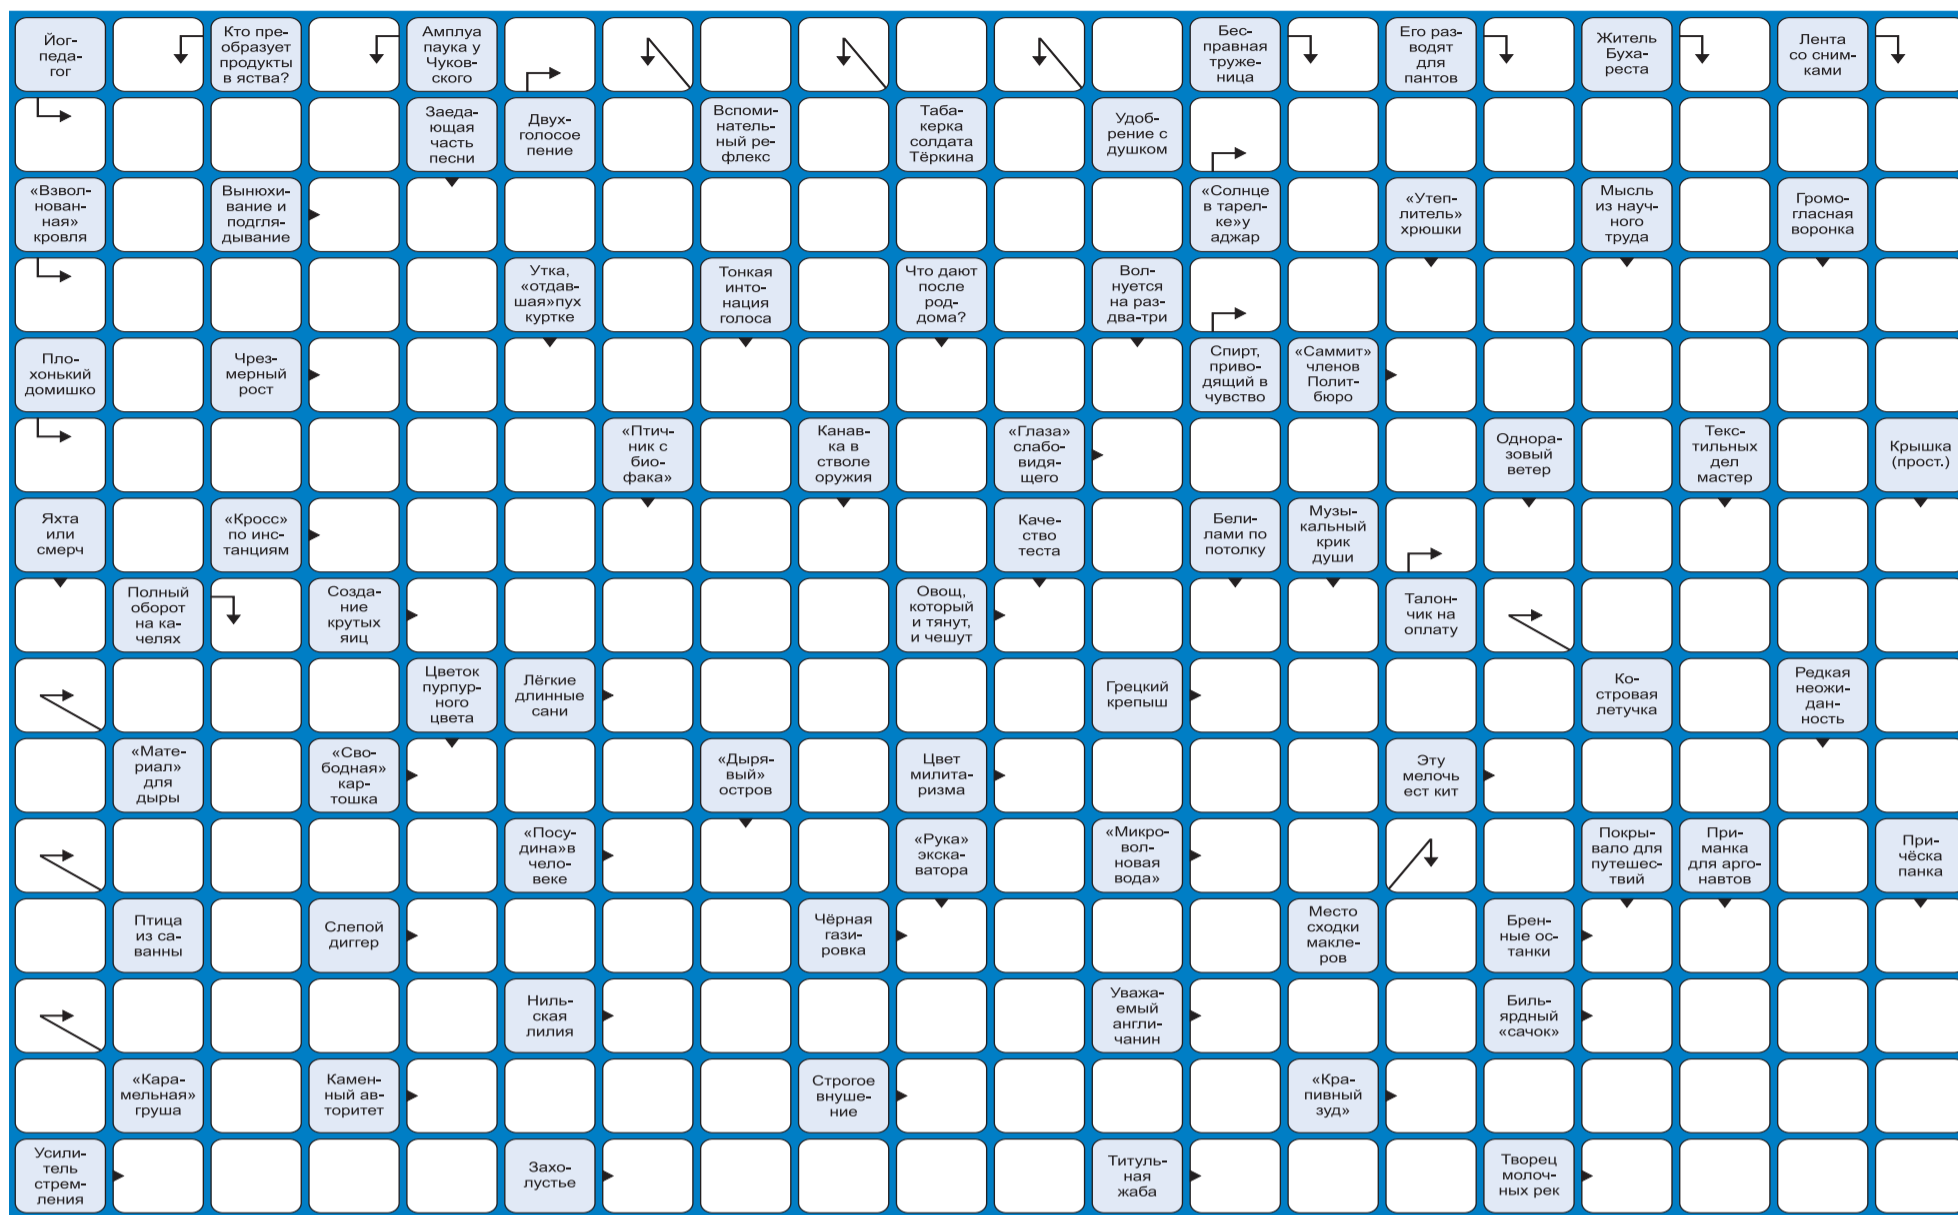 Йог-
педа-
гог
Кто пре-
образует
продукты
в яства?
Амплуа
паука у
Чуков-
ского
Бес-
правная
труже-
ница
Его раз-
водят
для
пантов
Житель
Буха-
реста
Лента
со сним-
ками
Заеда-
ющая
часть
песни
Двух-
голосое
пение
Вспоми-
натель-
ный ре-
флекс
Таба-
керка
солдата
Тёркина
Удоб-
рение с
душком
«Взвол-
нован-
ная»
кровля
Вынюхи-
вание и
подгля-
дывание
«Солнце
в тарел-
ке»у
аджар
«Утеп-
литель»
хрюшки
Мысль
из науч-
ного
труда
Громо-
гласная
воронка
Утка,
«отдав-
шая»пух
куртке
Тонкая
инто-
нация
голоса
Что дают
после
род-
дома?
Вол-
нуется
на раз-
два-три
Пло-
хонький
домишко
Чрез-
мерный
рост
Спирт,
приво-
дящий в
чувство
«Саммит»
членов
Полит-
бюро
«Птич-
ник с
био-
фака»
Канав-
ка в
стволе
оружия
«Глаза»
слабо-
видя-
щего
Однора-
зовый
ветер
Текс-
тильных
дел
мастер
Крышка
(прост.)
Яхта
или
смерч
«Кросс»
по инс-
танциям
Каче-
ство
теста
Бели-
лами по
потолку
Музы-
кальный
крик
души
Полный
оборот
на ка-
челях
Созда-
ние
крутых
яиц
Овощ,
который
и тянут,
и чешут
Талон-
чик на
оплату
Цветок
пурпур-
ного
цвета
Лёгкие
длинные
сани
Грецкий
крепыш
Ко-
стровая
летучка
Редкая
неожи-
дан-
ность
«Мате-
риал»
для
дыры
«Сво-
бодная»
кар-
тошка
«Дыря-
вый»
остров
Цвет
милита-
ризма
Эту
мелочь
ест кит
«Посу-
дина»в
чело-
веке
«Рука»
экска-
ватора
«Микро-
вол-
новая
вода»
Покры-
вало для
путешес-
твий
При-
манка
для арго-
навтов
При-
чёска
панка
Птица
из са-
ванны
Слепой
диггер
Чёрная
гази-
ровка
Место
сходки
макле-
ров
Брен-
ные ос-
танки
Ниль-
ская
лилия
Уважа-
емый
англи-
чанин
Биль-
ярдный
«сачок»
«Кара-
мельная»
груша
Камен-
ный ав-
торитет
Строгое
внуше-
ние
«Кра-
пивный
зуд»
Усили-
тель
стрем-
ления
Захо-
лустье
Титуль-
ная
жаба
Творец
молоч-
ных рек